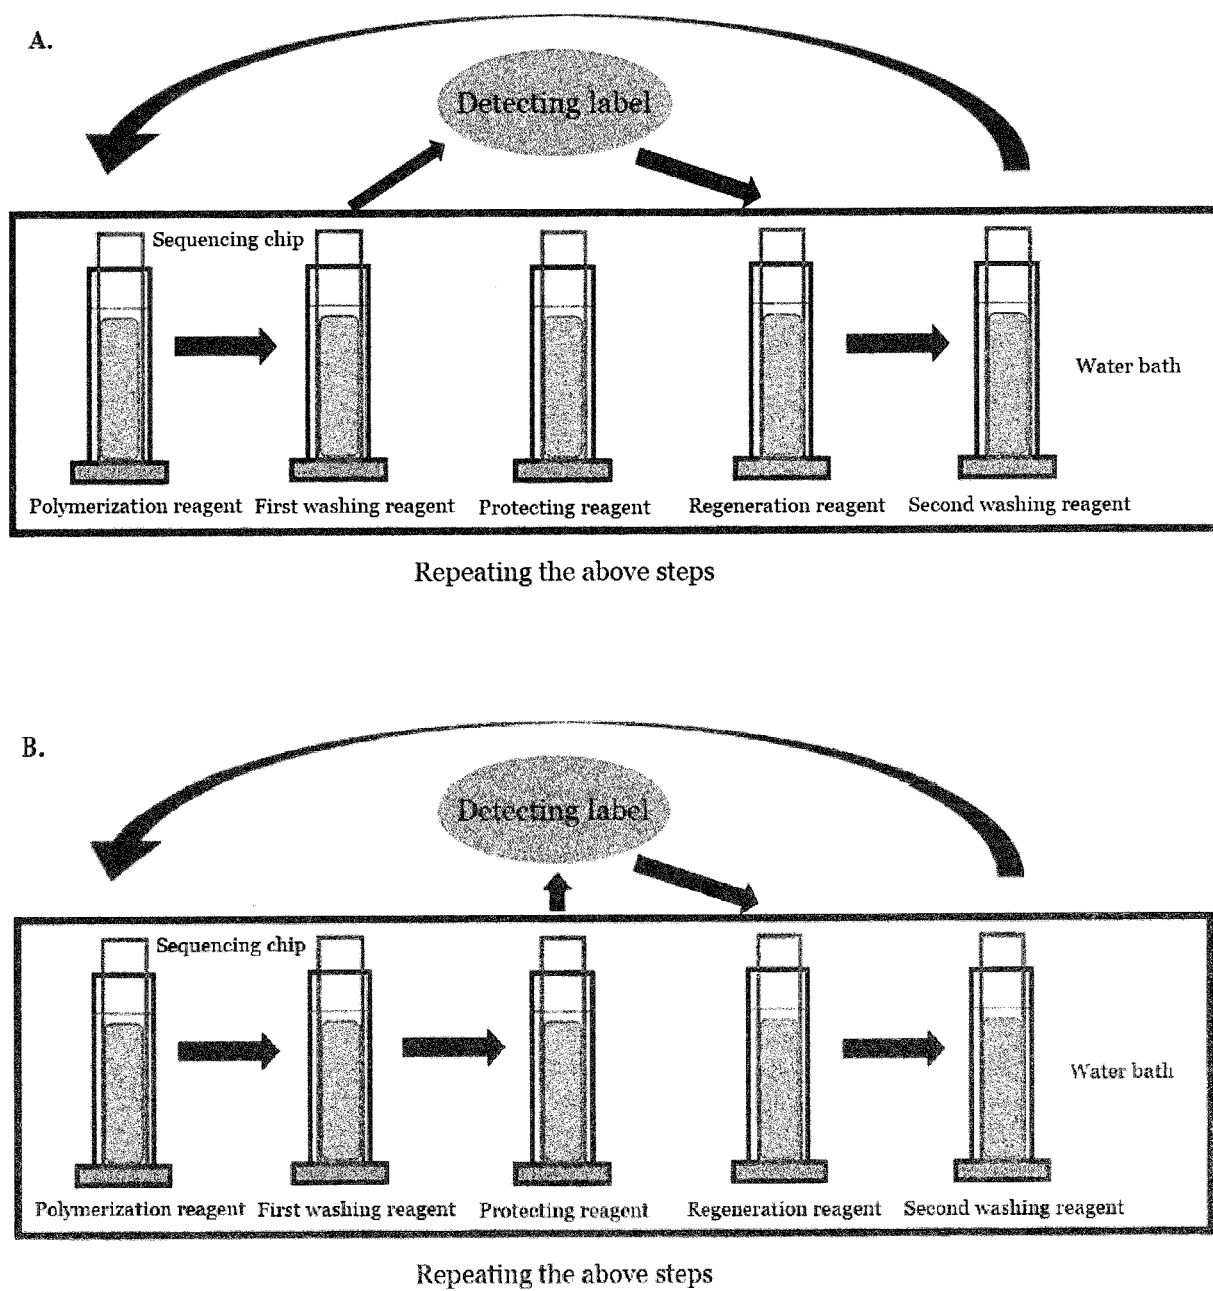 A.
Detecting label
Sequencing chip
Water bath
Polymerization reagent First washing reagent Protecting reagent Regeneration reagent Second washing reagent
Repeating the above steps
B.
Detecting label
Sequencing chip
Water bath
Polymerization reagent First washing reagent Protecting reagent Regeneration reagent Second washing reagent
Repeating the above steps